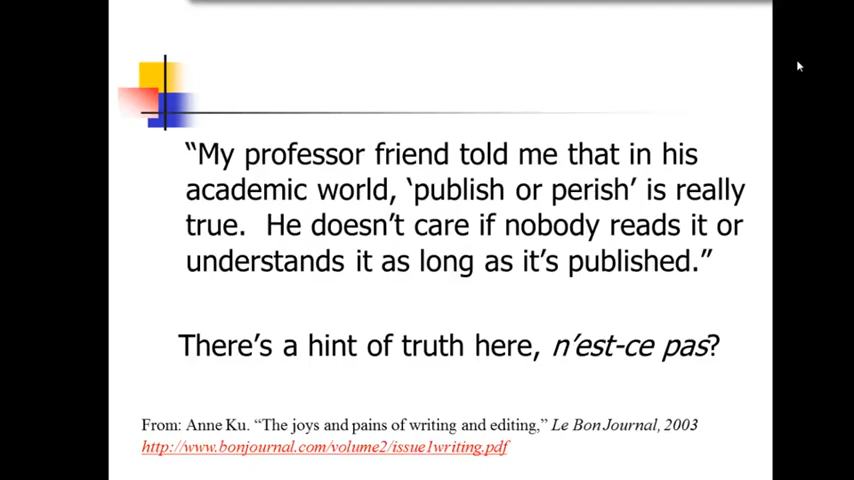 “My professor friend told me that in his
academic world, ‘publish or perish’ is really
true.  He doesn’t care if nobody reads it or
understands it as long as it’s published.”
There’s a hint of truth here, n’est-ce pas?
From: Anne Ku. “The joys and pains of writing and editing,” Le Bon Journal, 2003
http://www.bonjournal.com/volume2/issue1writing.pdf